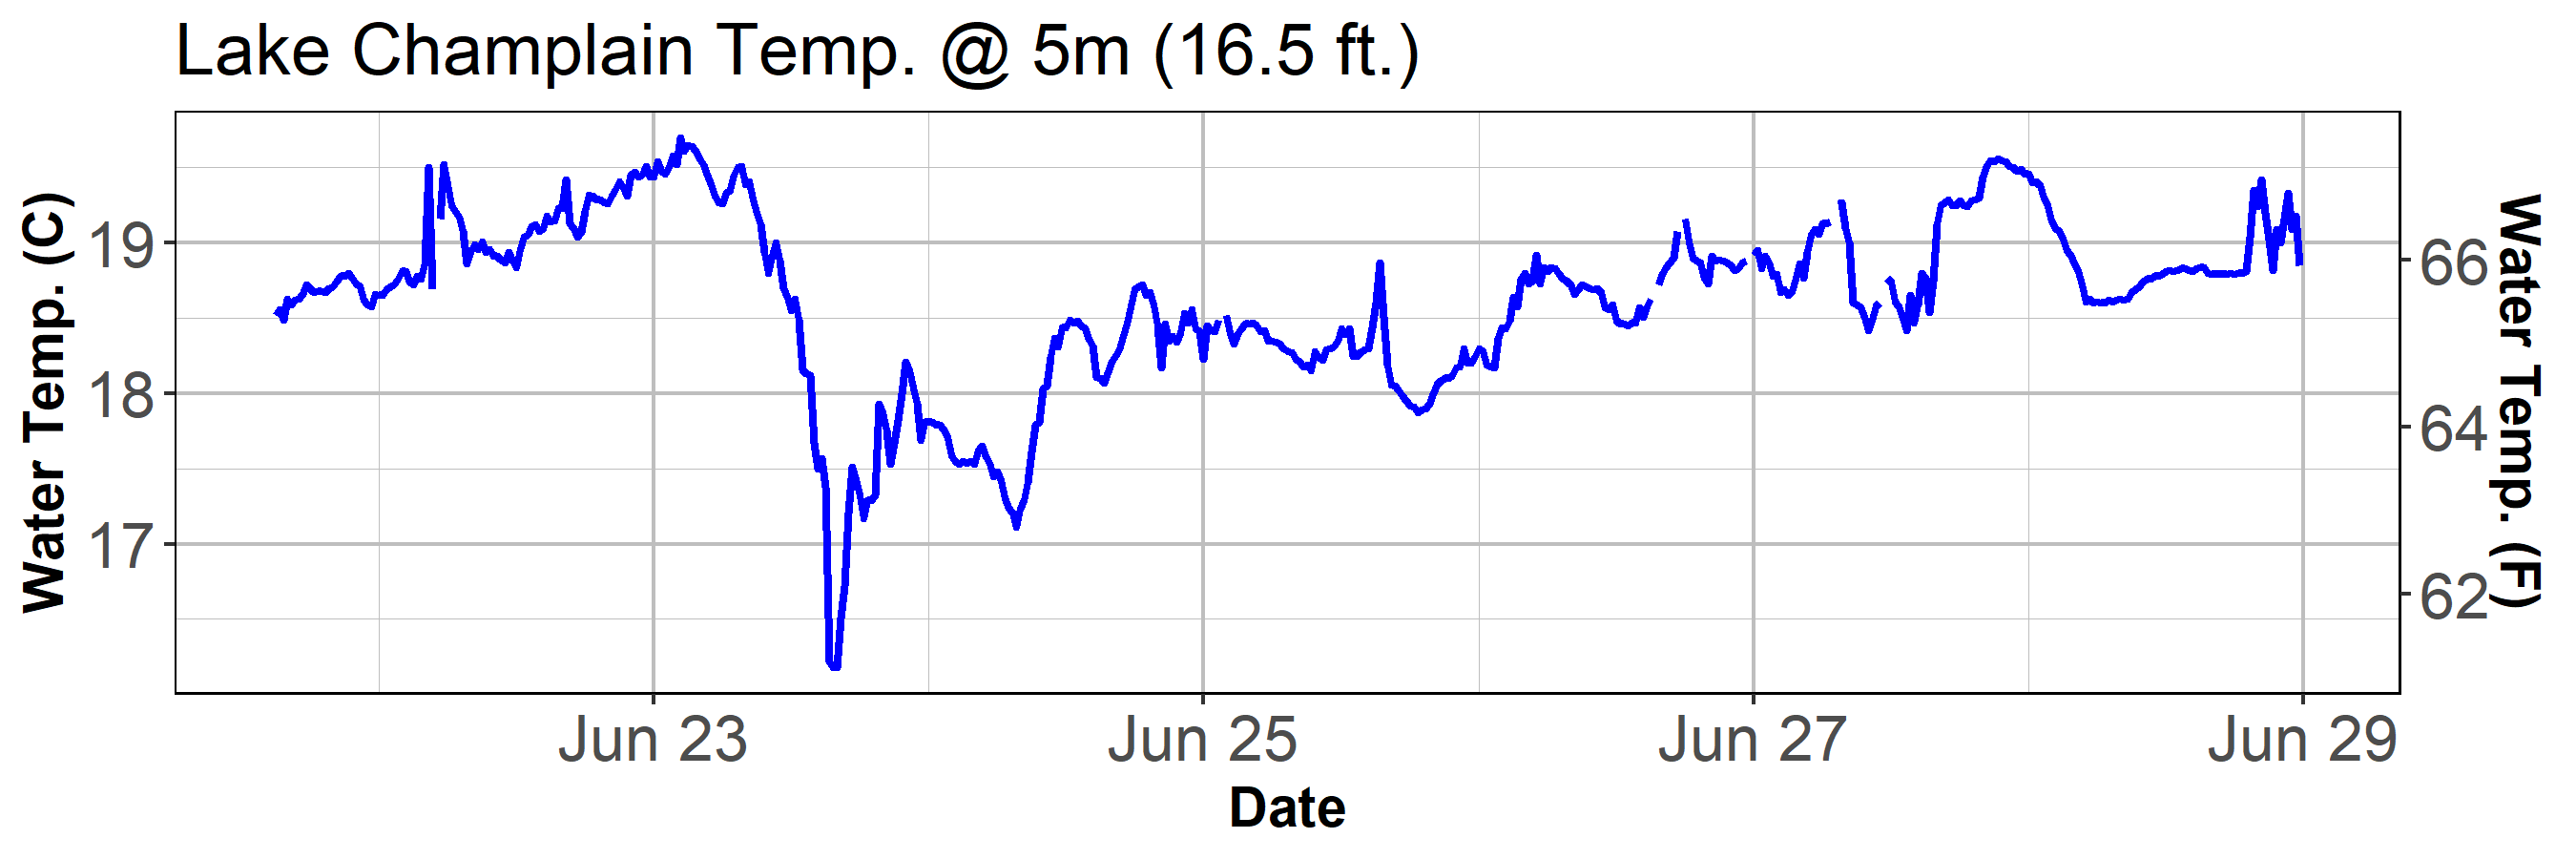 Lake Champlain Temp. @ 5m (16.5 ft.)
Water Temp. (C)
19
18
17
66
64
62
Water Temp. (F)
Jun 23 Jun 25 Jun 27 Jun 29
Date